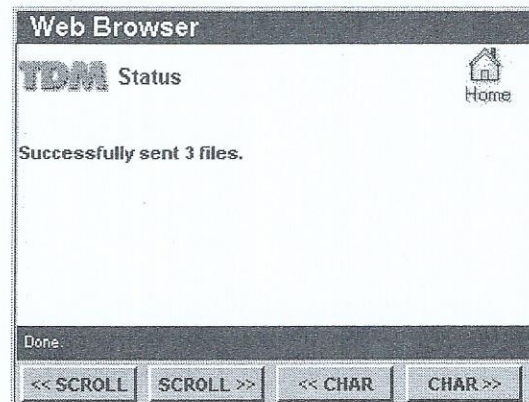 Web Browser
TDM Status
Home
Successfully sent 3 files.
Done.
<< SCROLL SCROLL >> << CHAR CHAR >>